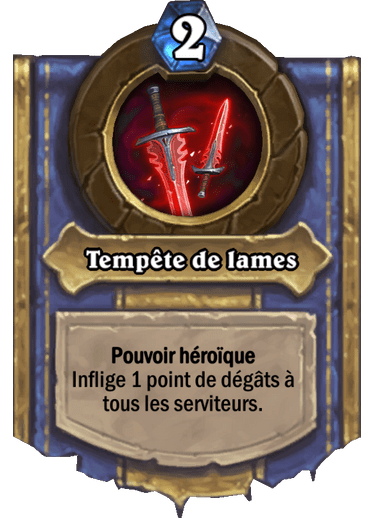 2
Tempête de lames
Pouvoir héroïque
Inflige 1 point de dégâts à
tous les serviteurs.